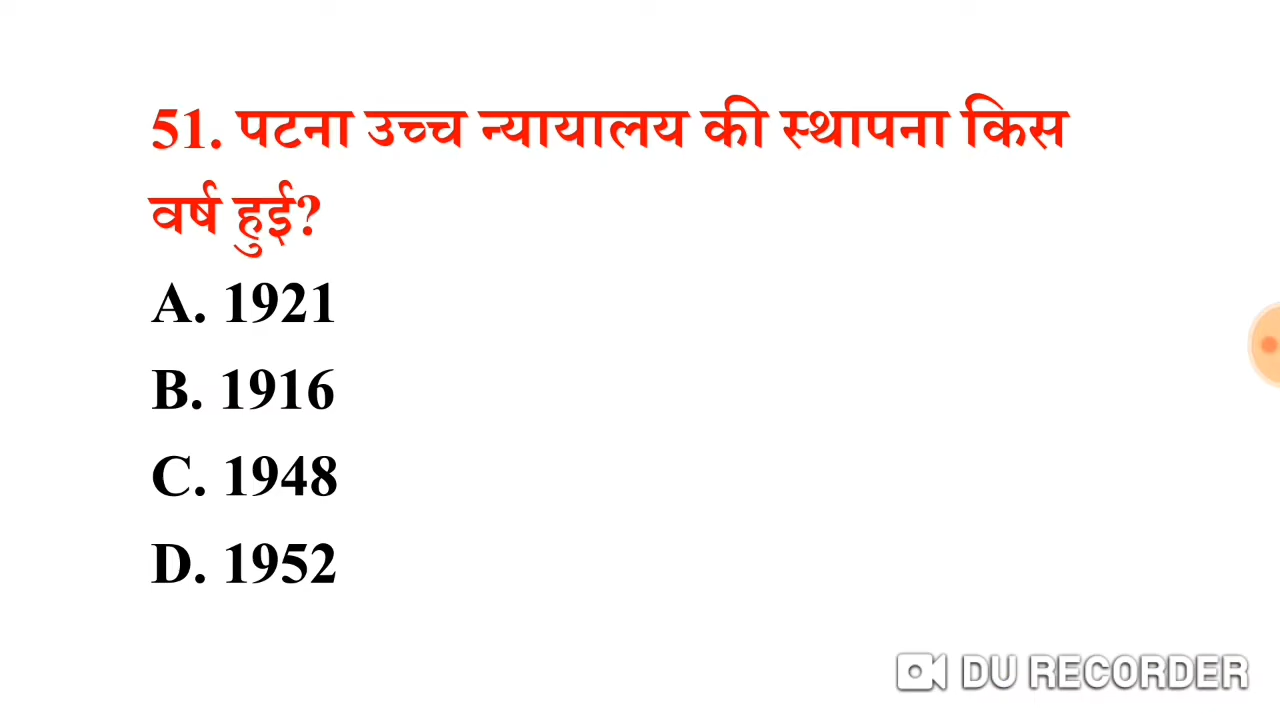 51. पटना उच्च न्यायालय की स्थापना किस
वर्ष हुई?
A. 1921
B. 1916
C. 1948
D. 1952
DU RECORDER